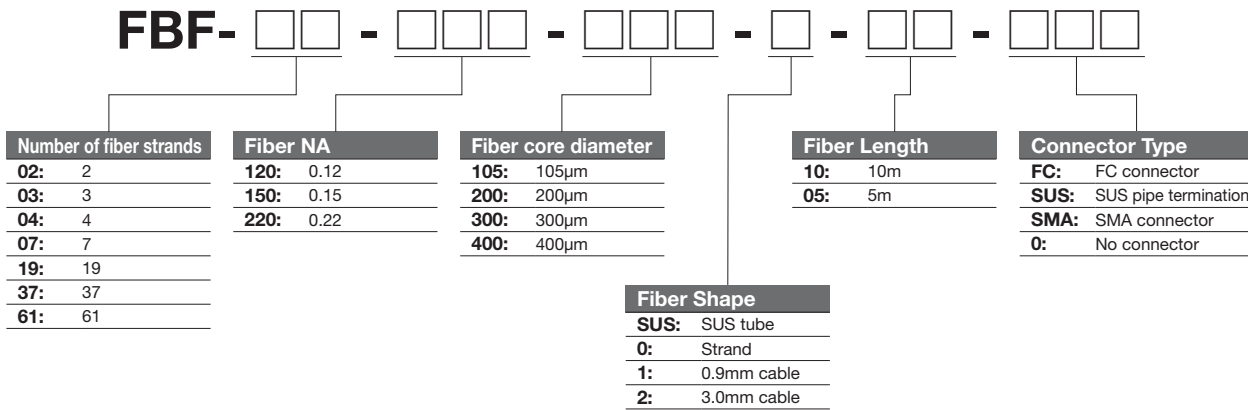 FBF- □□ - □□□ - □□□ - □ - □□ - □□□
Number of fiber strands
02: 2
03: 3
04: 4
07: 7
19: 19
37: 37
61: 61
Fiber NA
120: 0.12
150: 0.15
220: 0.22
Fiber core diameter
105: 105μm
200: 200μm
300: 300μm
400: 400μm
Fiber Shape
SUS: SUS tube
0: Strand
1: 0.9mm cable
2: 3.0mm cable
Fiber Length
10: 10m
05: 5m
Connector Type
FC: FC connector
SUS: SUS pipe termination
SMA: SMA connector
0: No connector